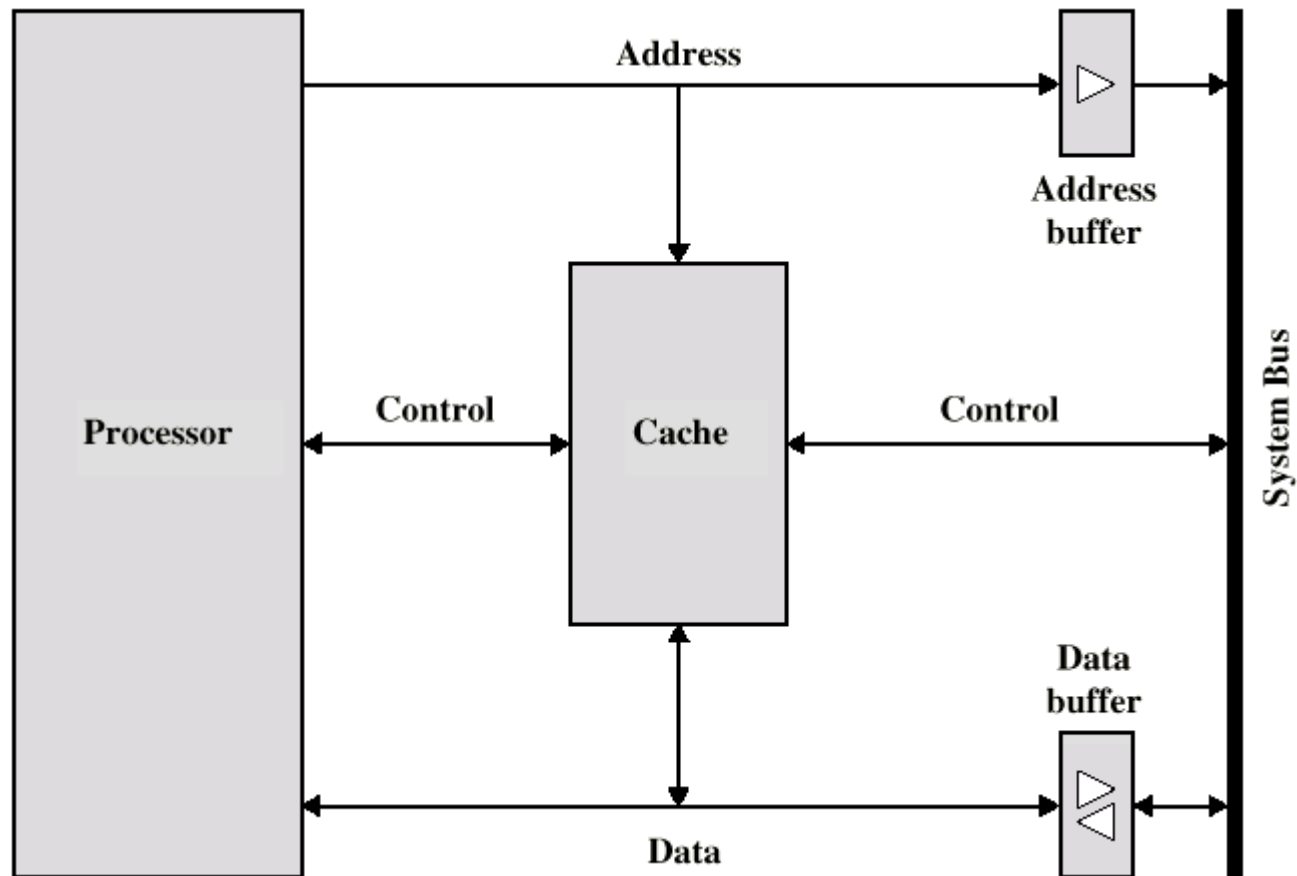 Address
Address
buffer
Processor
Control
Cache
Control
System Bus
Data
buffer
Data